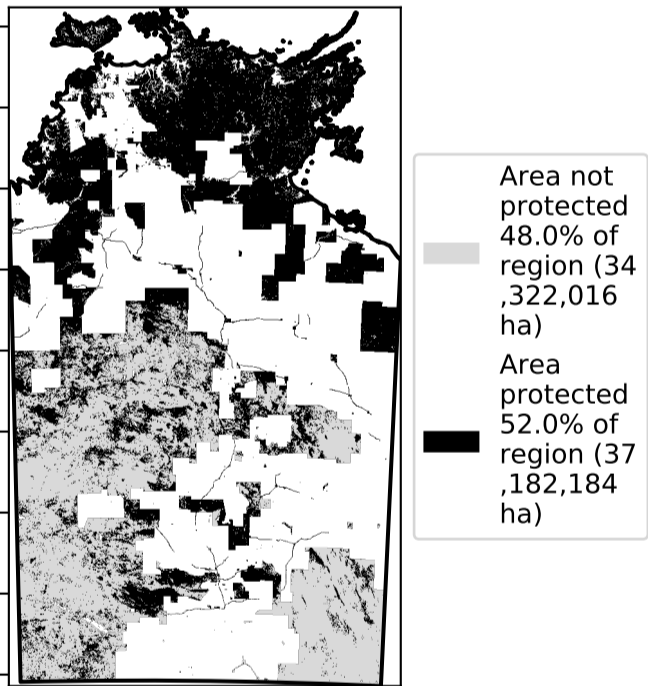 Area not
protected
48.0% of
region (34
,322,016
ha)
Area
protected
52.0% of
region (37
,182,184
ha)